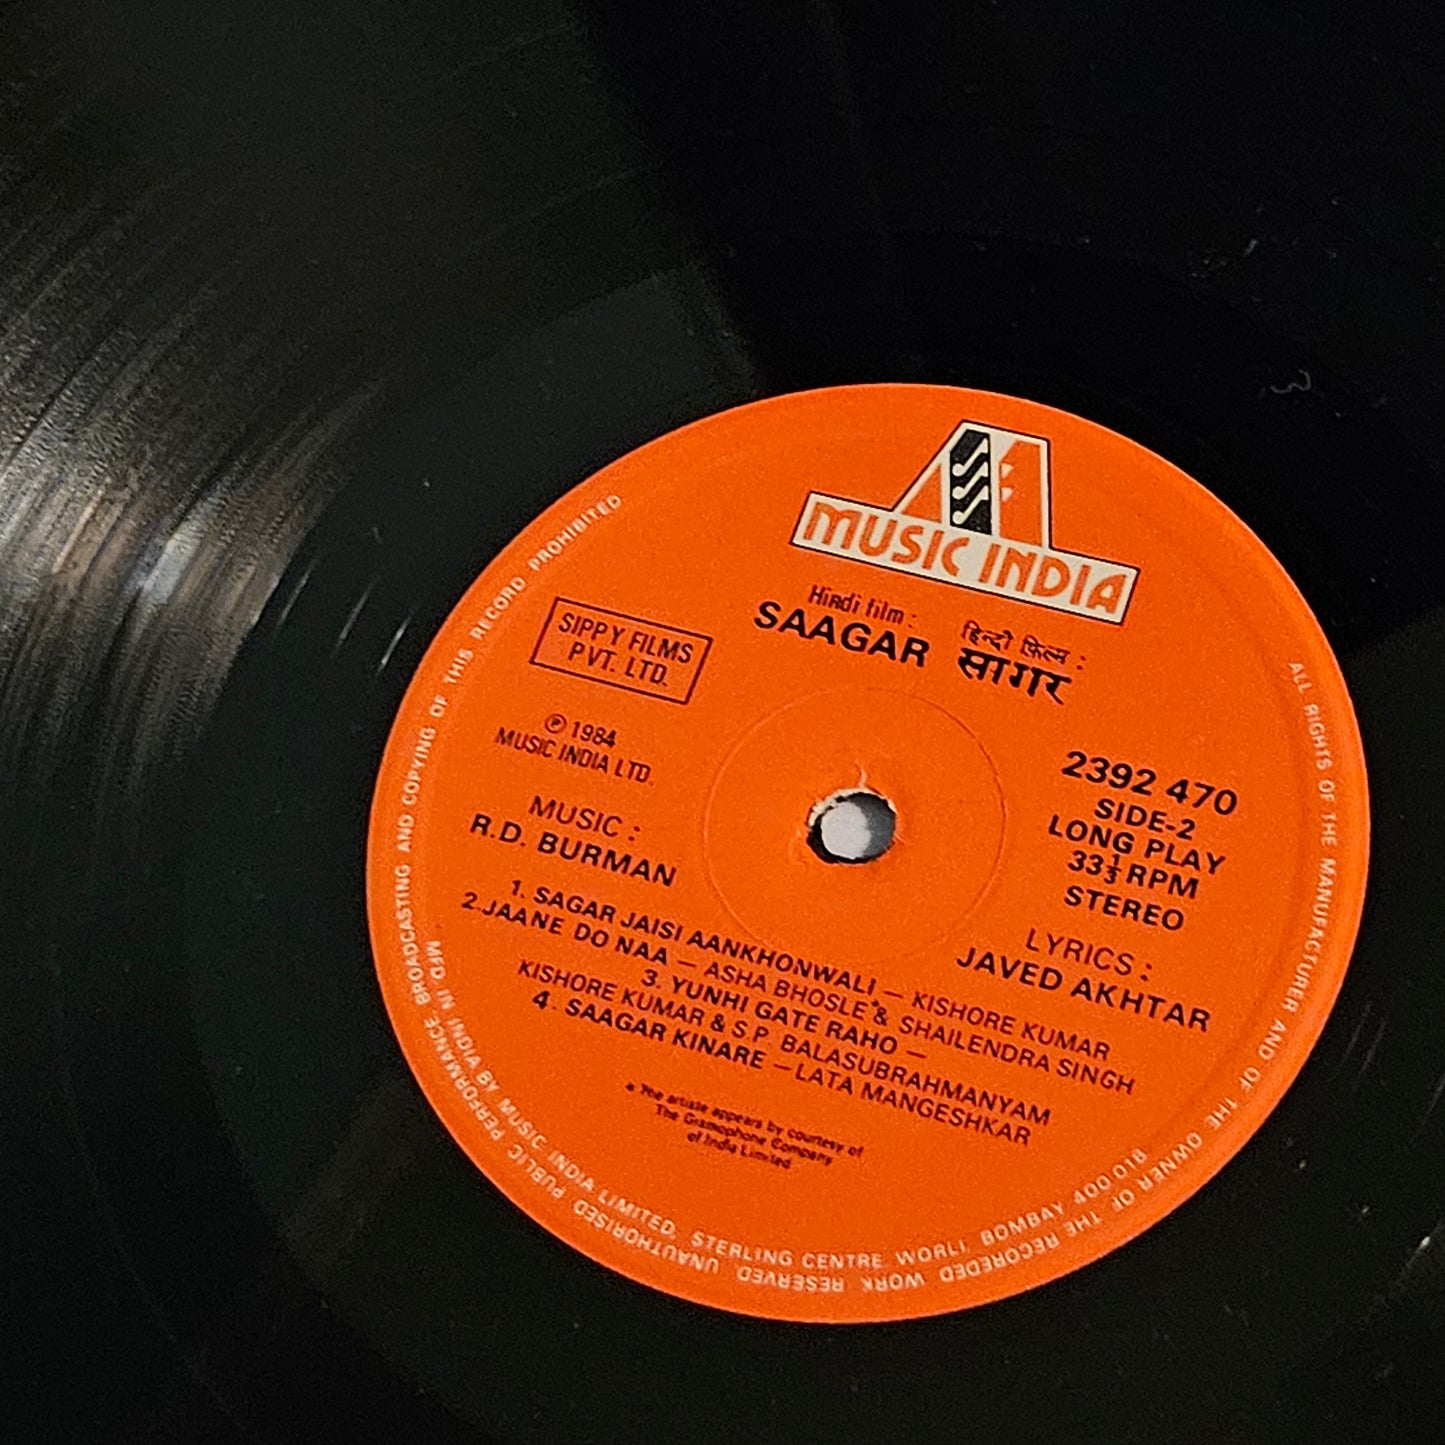 MUSIC INDIA
Hindi film : हिन्दी फ़िल्म :
SAAGAR सागर
SIPPY FILMS
PVT. LTD.
℗ 1984
MUSIC INDIA LTD.
2392 470
SIDE-2
LONG PLAY
33⅓ RPM
STEREO
MUSIC :
R.D. BURMAN
LYRICS :
JAVED AKHTAR
1. SAGAR JAISI AANKHONWALI — KISHORE KUMAR
2. JAANE DO NAA — ASHA BHOSLE* & SHAILENDRA SINGH
3. YUNHI GATE RAHO —
KISHORE KUMAR & S.P. BALASUBRAHMANYAM
4. SAAGAR KINARE — LATA MANGESHKAR
* The artiste appears by courtesy of
The Gramophone Company
of India Limited
ALL RIGHTS OF THE MANUFACTURER AND OF THE OWNER OF THE RECOREDED WORK RESERVED UNAUTHORISED PUBLIC PERFORMANCE BROADCASTING AND COPYING OF THIS RECORD PROHIBITED
MFD IN INDIA BY MUSIC INDIA LIMITED, STERLING CENTRE WORLI, BOMBAY 400 018